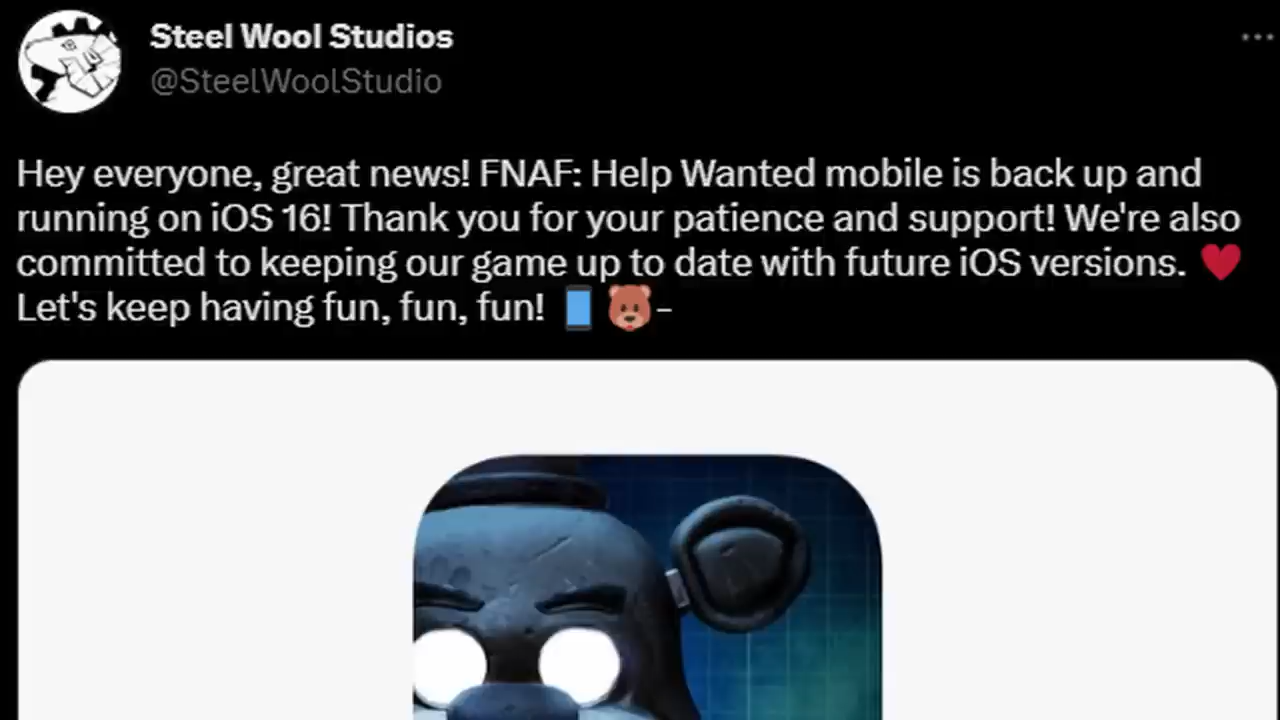 Steel Wool Studios
@SteelWoolStudio
Hey everyone, great news! FNAF: Help Wanted mobile is back up and
running on iOS 16! Thank you for your patience and support! We're also
committed to keeping our game up to date with future iOS versions. ♥️
Let's keep having fun, fun, fun! 📱🐻-